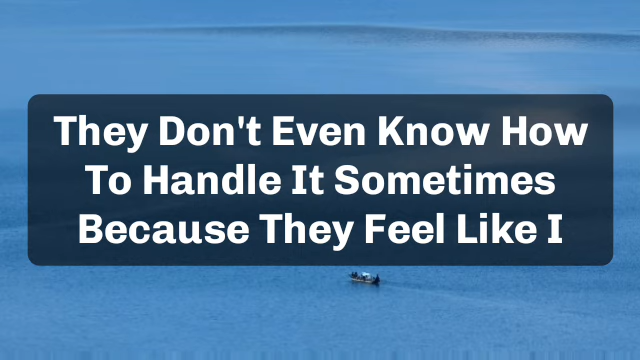 They Don't Even Know How
To Handle It Sometimes
Because They Feel Like I